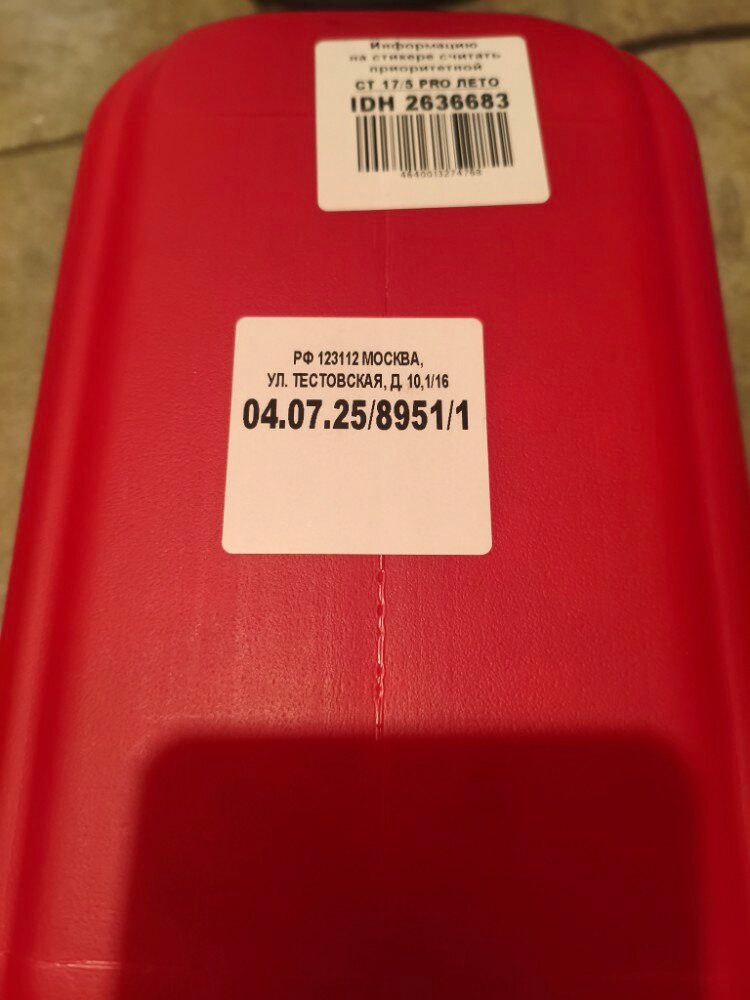 Информацию
на стикере считать
приоритетной
СТ 17/5 PRO ЛЕТО
IDH 2636683
4640013274768
РФ 123112 МОСКВА,
УЛ. ТЕСТОВСКАЯ, Д. 10,1/16
04.07.25/8951/1